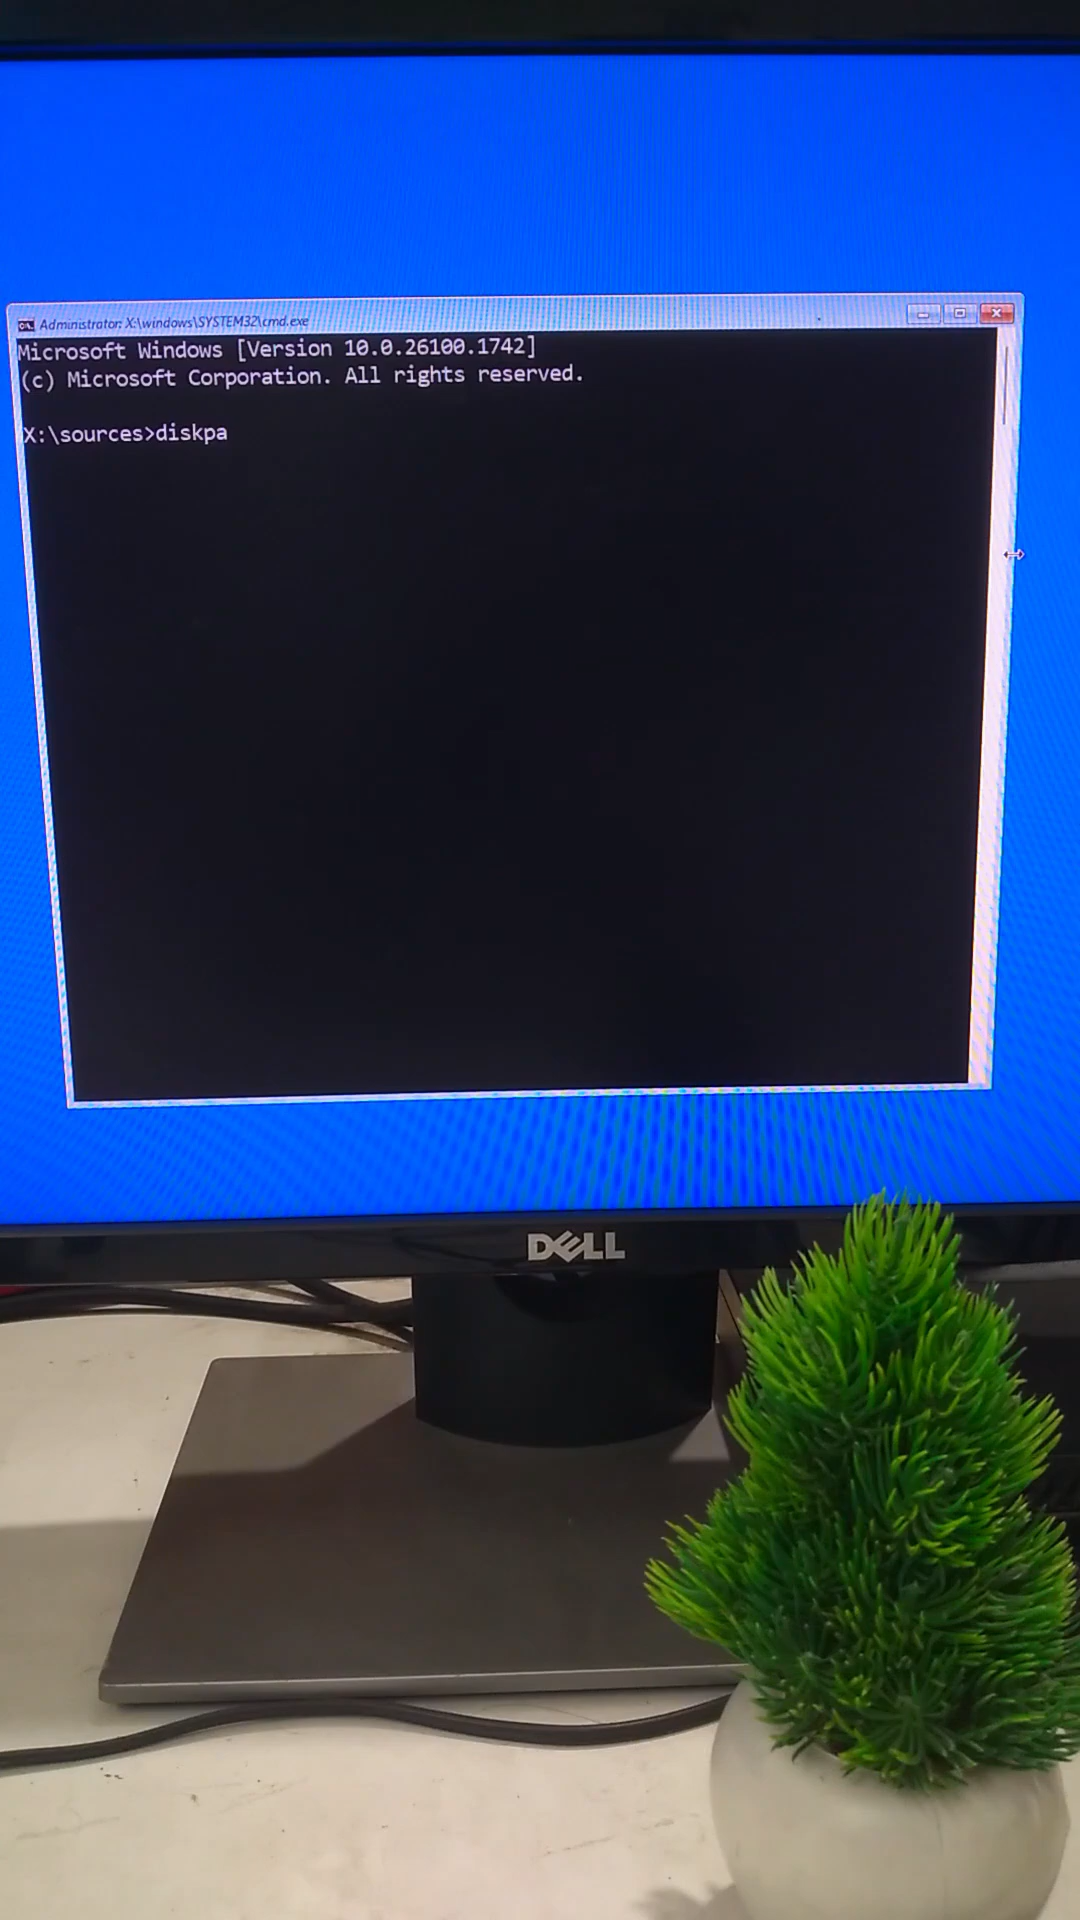 Administrator: X:\windows\SYSTEM32\cmd.exe
Microsoft Windows [Version 10.0.26100.1742]
(c) Microsoft Corporation. All rights reserved.
X:\sources>diskpa
DELL